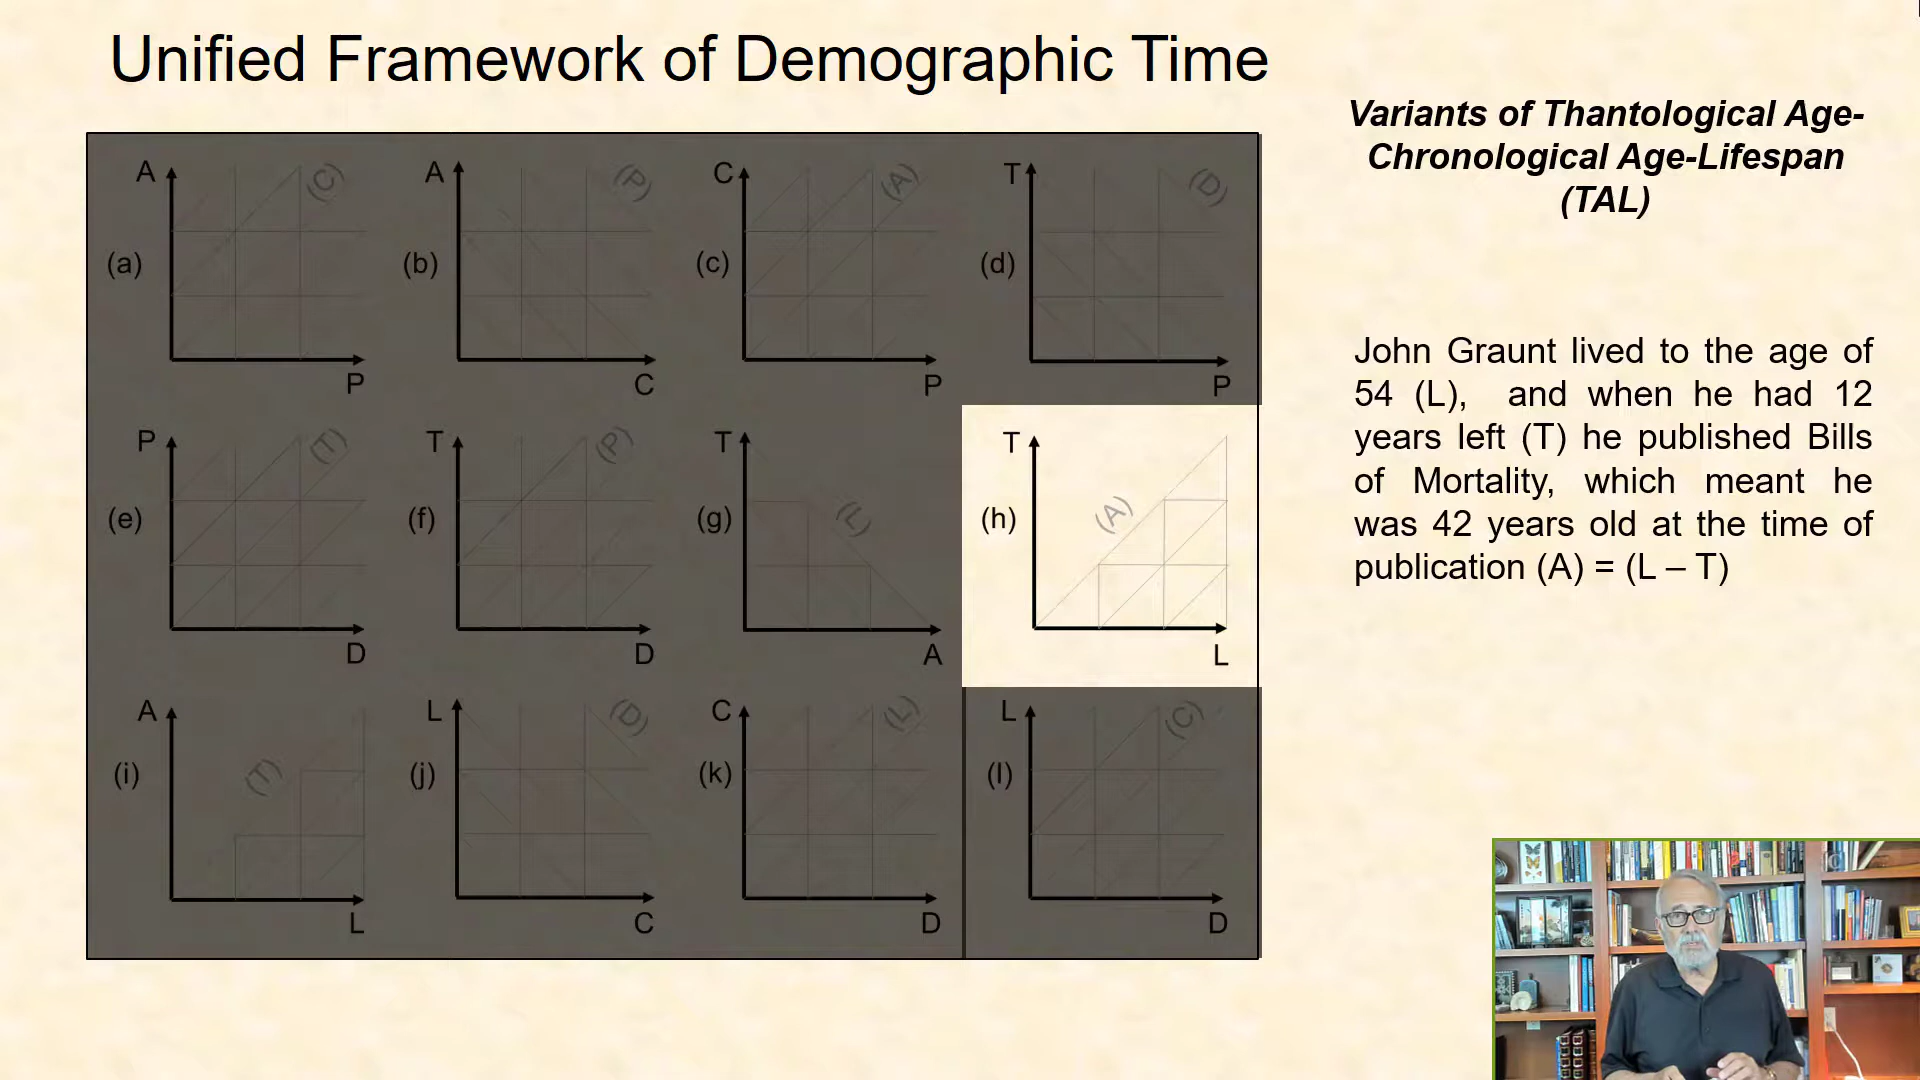 Unified Framework of Demographic Time
Variants of Thantological Age-
Chronological Age-Lifespan
(TAL)
John Graunt lived to the age of
54 (L), and when he had 12
years left (T) he published Bills
of Mortality, which meant he
was 42 years old at the time of
publication (A) = (L – T)
(a) A (C) P
(b) A (P) C
(c) C (A) P
(d) T (D) P
(e) P (T) D
(f) T (P) D
(g) T (L) A
(h) T (A) L
(i) A (T) L
(j) L (D) C
(k) C (L) D
(l) L (C) D